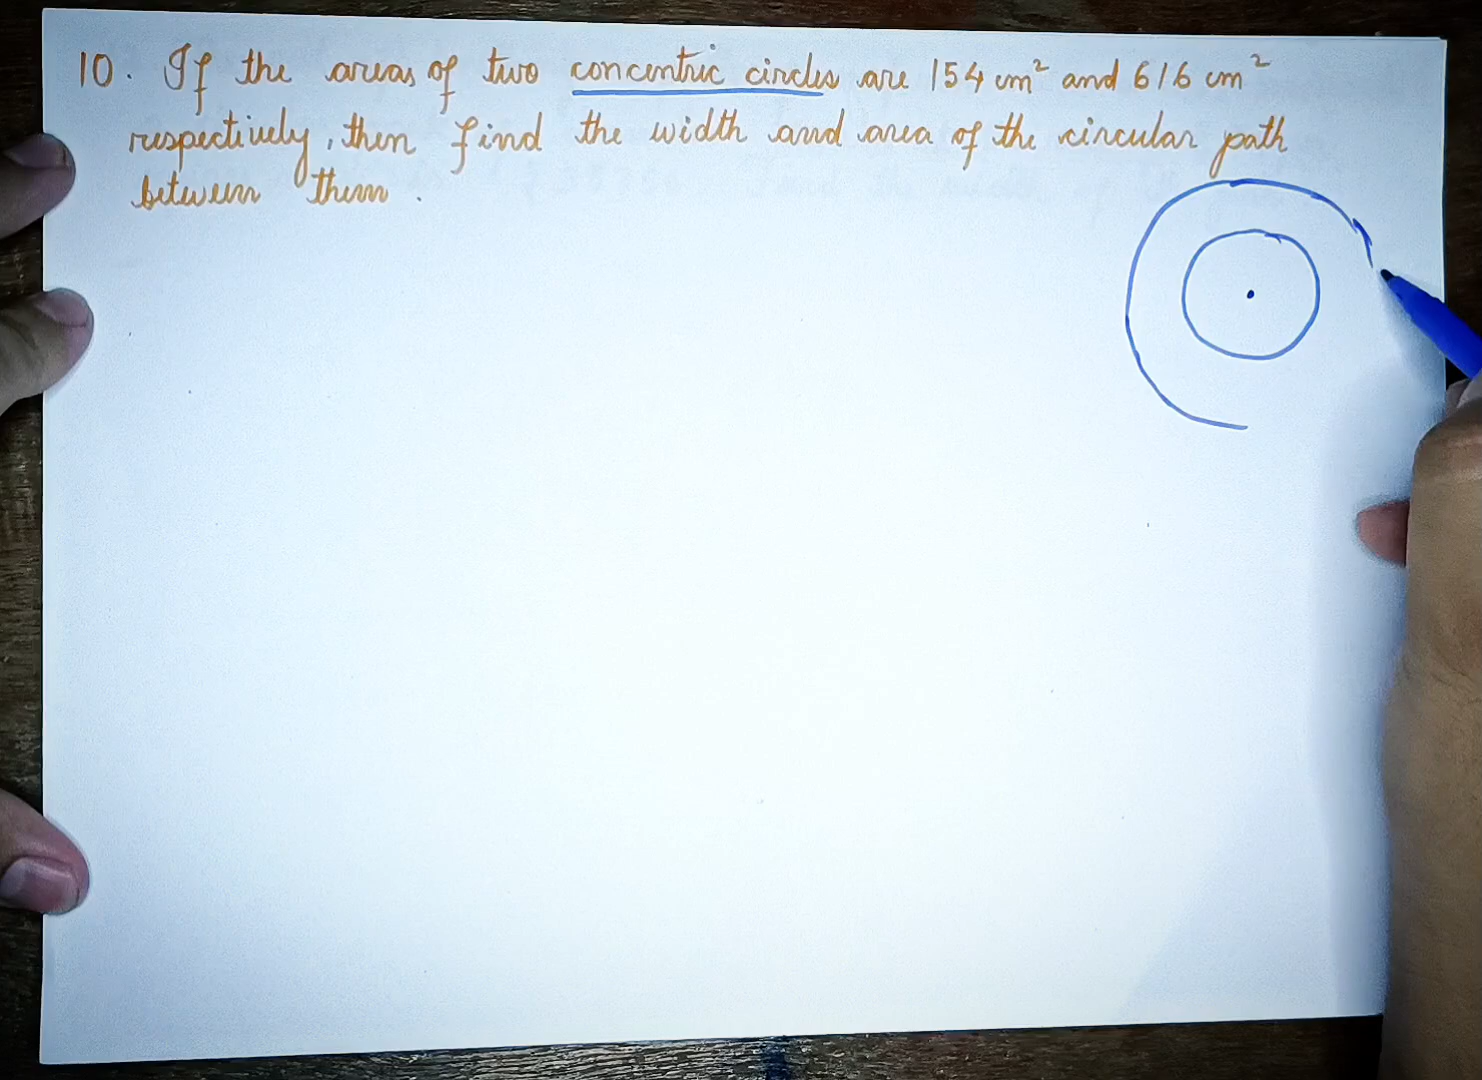 10. If the areas of two concentric circles are 154 cm² and 616 cm²
respectively, then find the width and area of the circular path
between them.